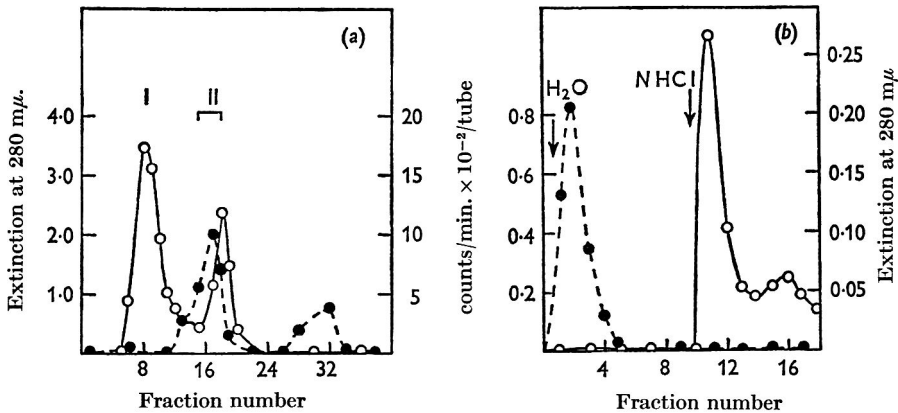 (a)
I II
Extinction at 280 mμ.
4·0
3·0
2·0
1·0
8 16 24 32
Fraction number
20
15
10
5
counts/min. × 10⁻²/tube
(b)
H₂O
N HCl
0·8
0·6
0·4
0·2
4 8 12 16
Fraction number
0·25
0·20
0·15
0·10
0·05
Extinction at 280 mμ.